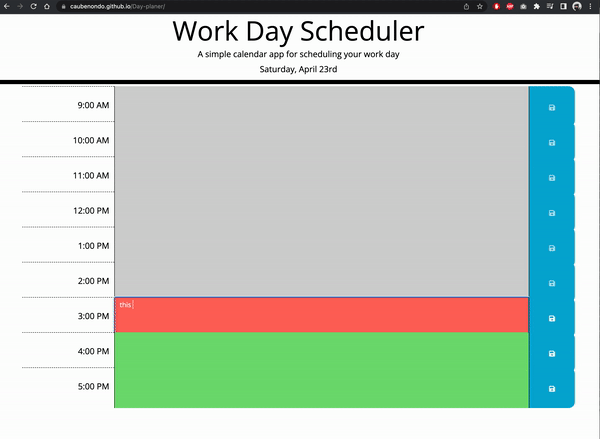 caubenondo.github.io/Day-planer/
Work Day Scheduler
A simple calendar app for scheduling your work day
Saturday, April 23rd
9:00 AM
10:00 AM
11:00 AM
12:00 PM
1:00 PM
2:00 PM
3:00 PM this
4:00 PM
5:00 PM